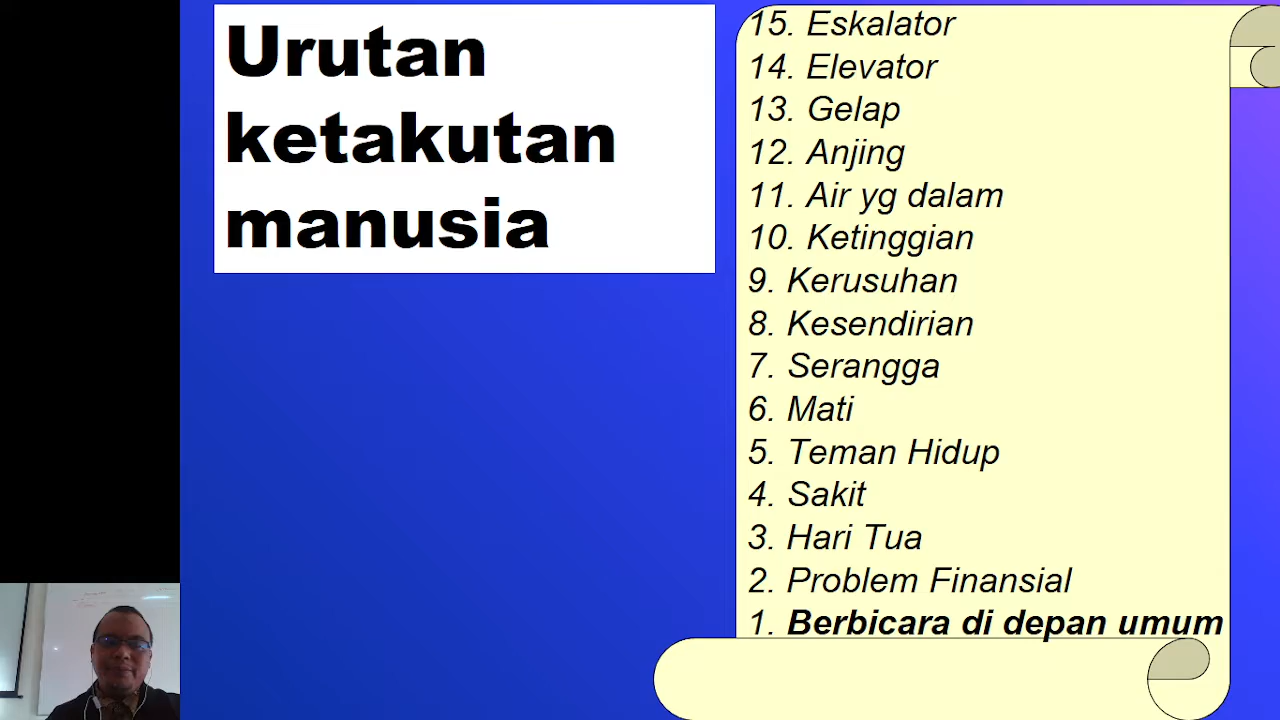 Urutan
ketakutan
manusia
15. Eskalator
14. Elevator
13. Gelap
12. Anjing
11. Air yg dalam
10. Ketinggian
9. Kerusuhan
8. Kesendirian
7. Serangga
6. Mati
5. Teman Hidup
4. Sakit
3. Hari Tua
2. Problem Finansial
1. Berbicara di depan umum